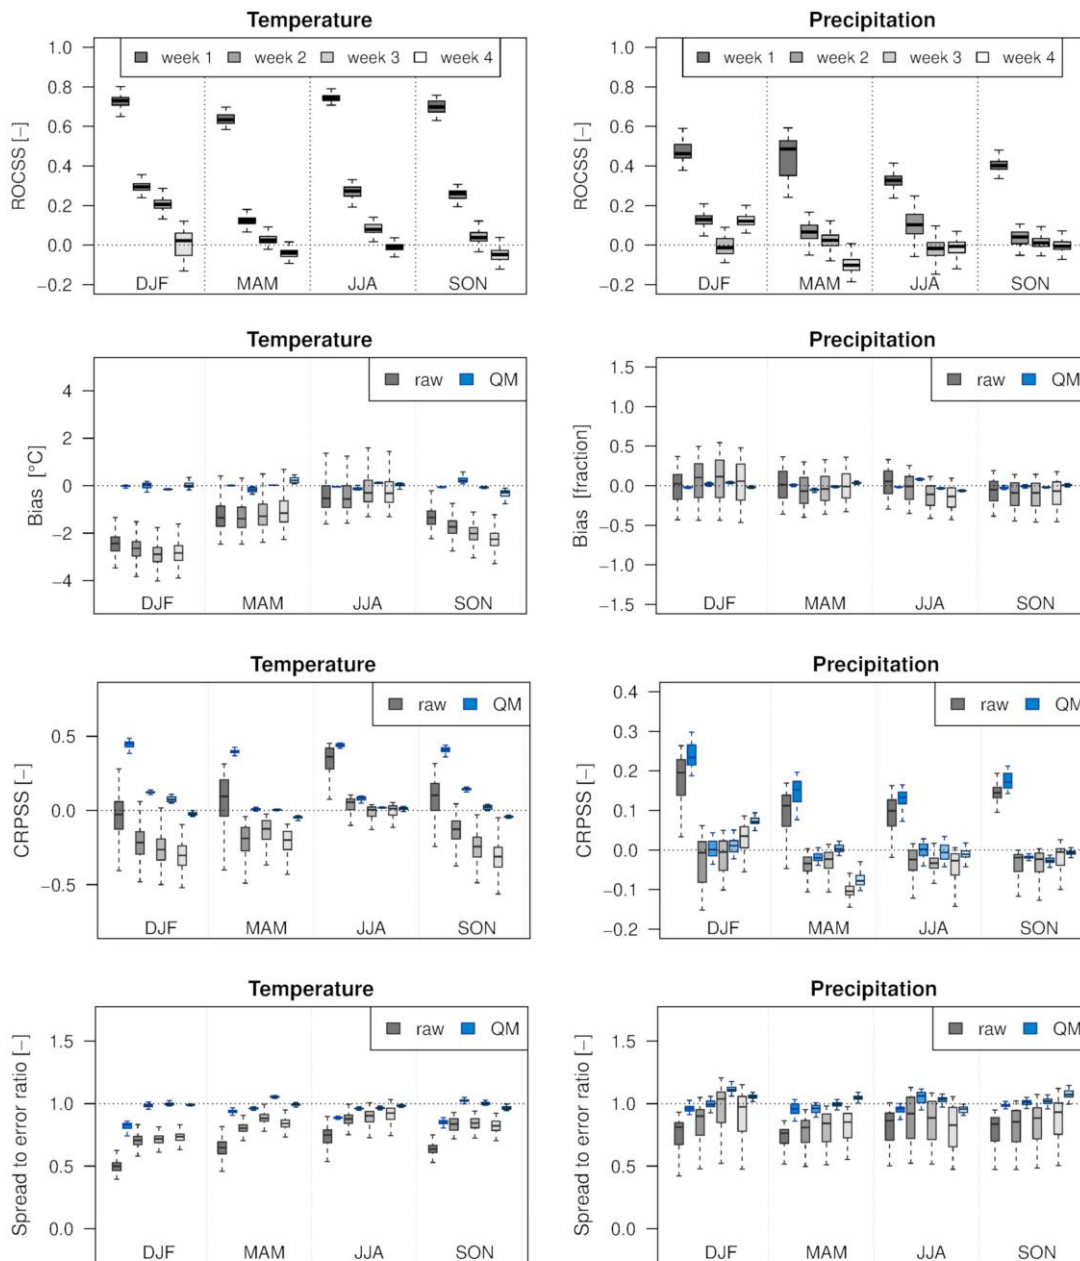 Temperature
ROCSS [–]
1.0
0.8
0.6
0.4
0.2
0.0
−0.2
week 1 week 2 week 3 week 4
DJF MAM JJA SON
Precipitation
ROCSS [–]
1.0
0.8
0.6
0.4
0.2
0.0
−0.2
week 1 week 2 week 3 week 4
DJF MAM JJA SON
Temperature
Bias [°C]
4
2
0
−2
−4
raw QM
DJF MAM JJA SON
Precipitation
Bias [fraction]
1.5
1.0
0.5
0.0
−0.5
−1.0
−1.5
raw QM
DJF MAM JJA SON
Temperature
CRPSS [–]
0.5
0.0
−0.5
raw QM
DJF MAM JJA SON
Precipitation
CRPSS [–]
0.4
0.3
0.2
0.1
0.0
−0.1
−0.2
raw QM
DJF MAM JJA SON
Temperature
Spread to error ratio [–]
1.5
1.0
0.5
0.0
raw QM
DJF MAM JJA SON
Precipitation
Spread to error ratio [–]
1.5
1.0
0.5
0.0
raw QM
DJF MAM JJA SON